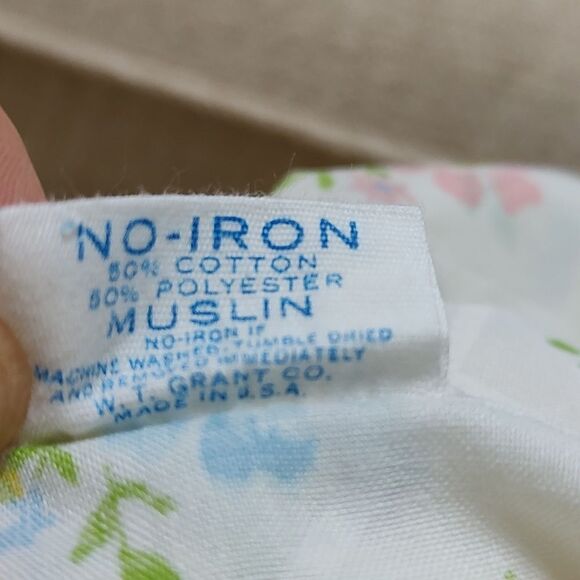 NO-IRON
50% COTTON
50% POLYESTER
MUSLIN
NO-IRON IF
MACHINE WASHED, TUMBLE DRIED
AND REMOVED IMMEDIATELY
W. T. GRANT CO.
MADE IN U.S.A.